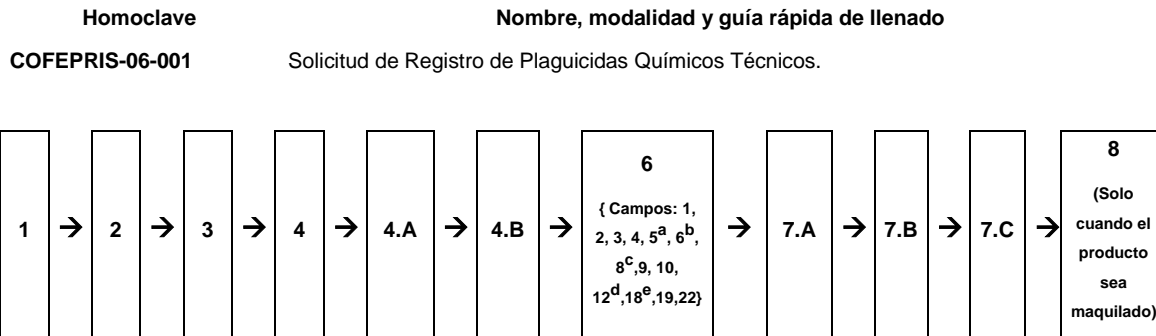 Homoclave Nombre, modalidad y guía rápida de llenado
COFEPRIS-06-001 Solicitud de Registro de Plaguicidas Químicos Técnicos.
1 → 2 → 3 → 4 → 4.A → 4.B →
6
{ Campos: 1,
2, 3, 4, 5a, 6b,
8c,9, 10,
12d,18e,19,22}
→ 7.A → 7.B → 7.C →
8
(Solo
cuando el
producto
sea
maquilado)